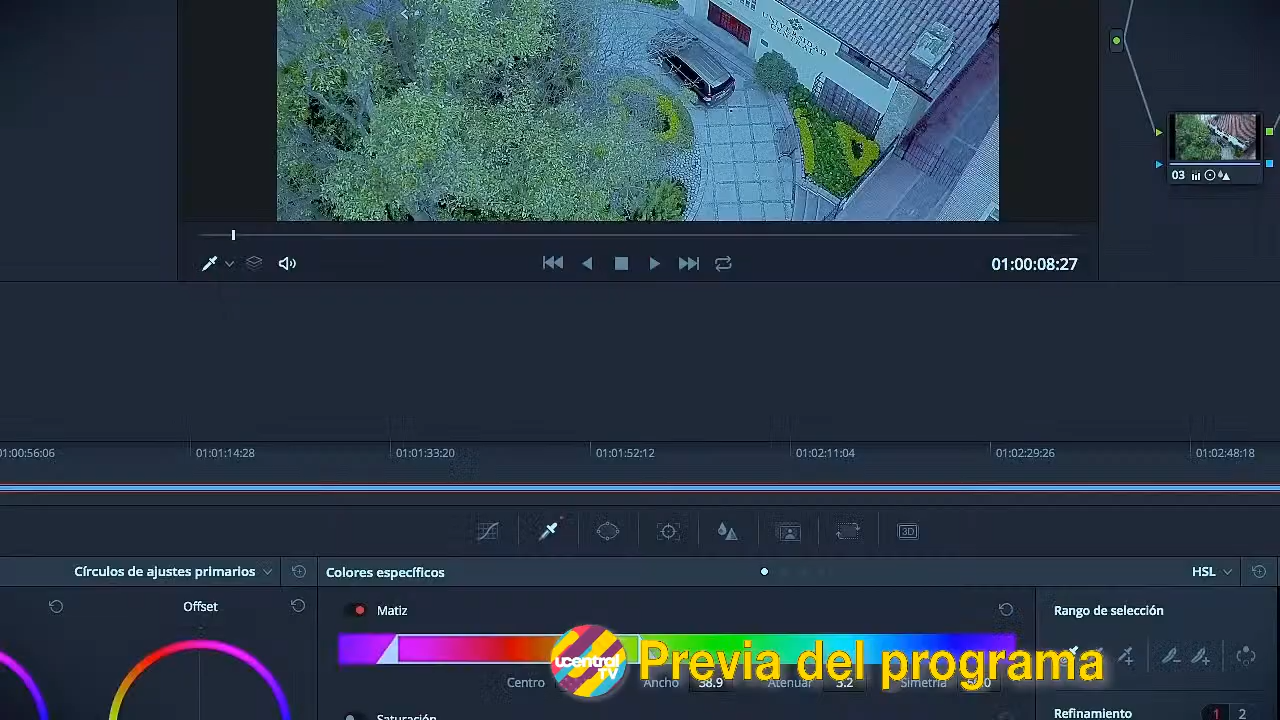 UNIVERSIDAD
CENTRAL
03
01:00:08:27
01:00:56:06
01:01:14:28
01:01:33:20
01:01:52:12
01:02:11:04
01:02:29:26
01:02:48:18
3D
Círculos de ajustes primarios
Colores específicos
HSL
Offset
Matiz
Rango de selección
Centro
Ancho 38.9
Atenuar 3.2
Simetría
ucentral
TV
Previa del programa
Saturación
Refinamiento
1 2